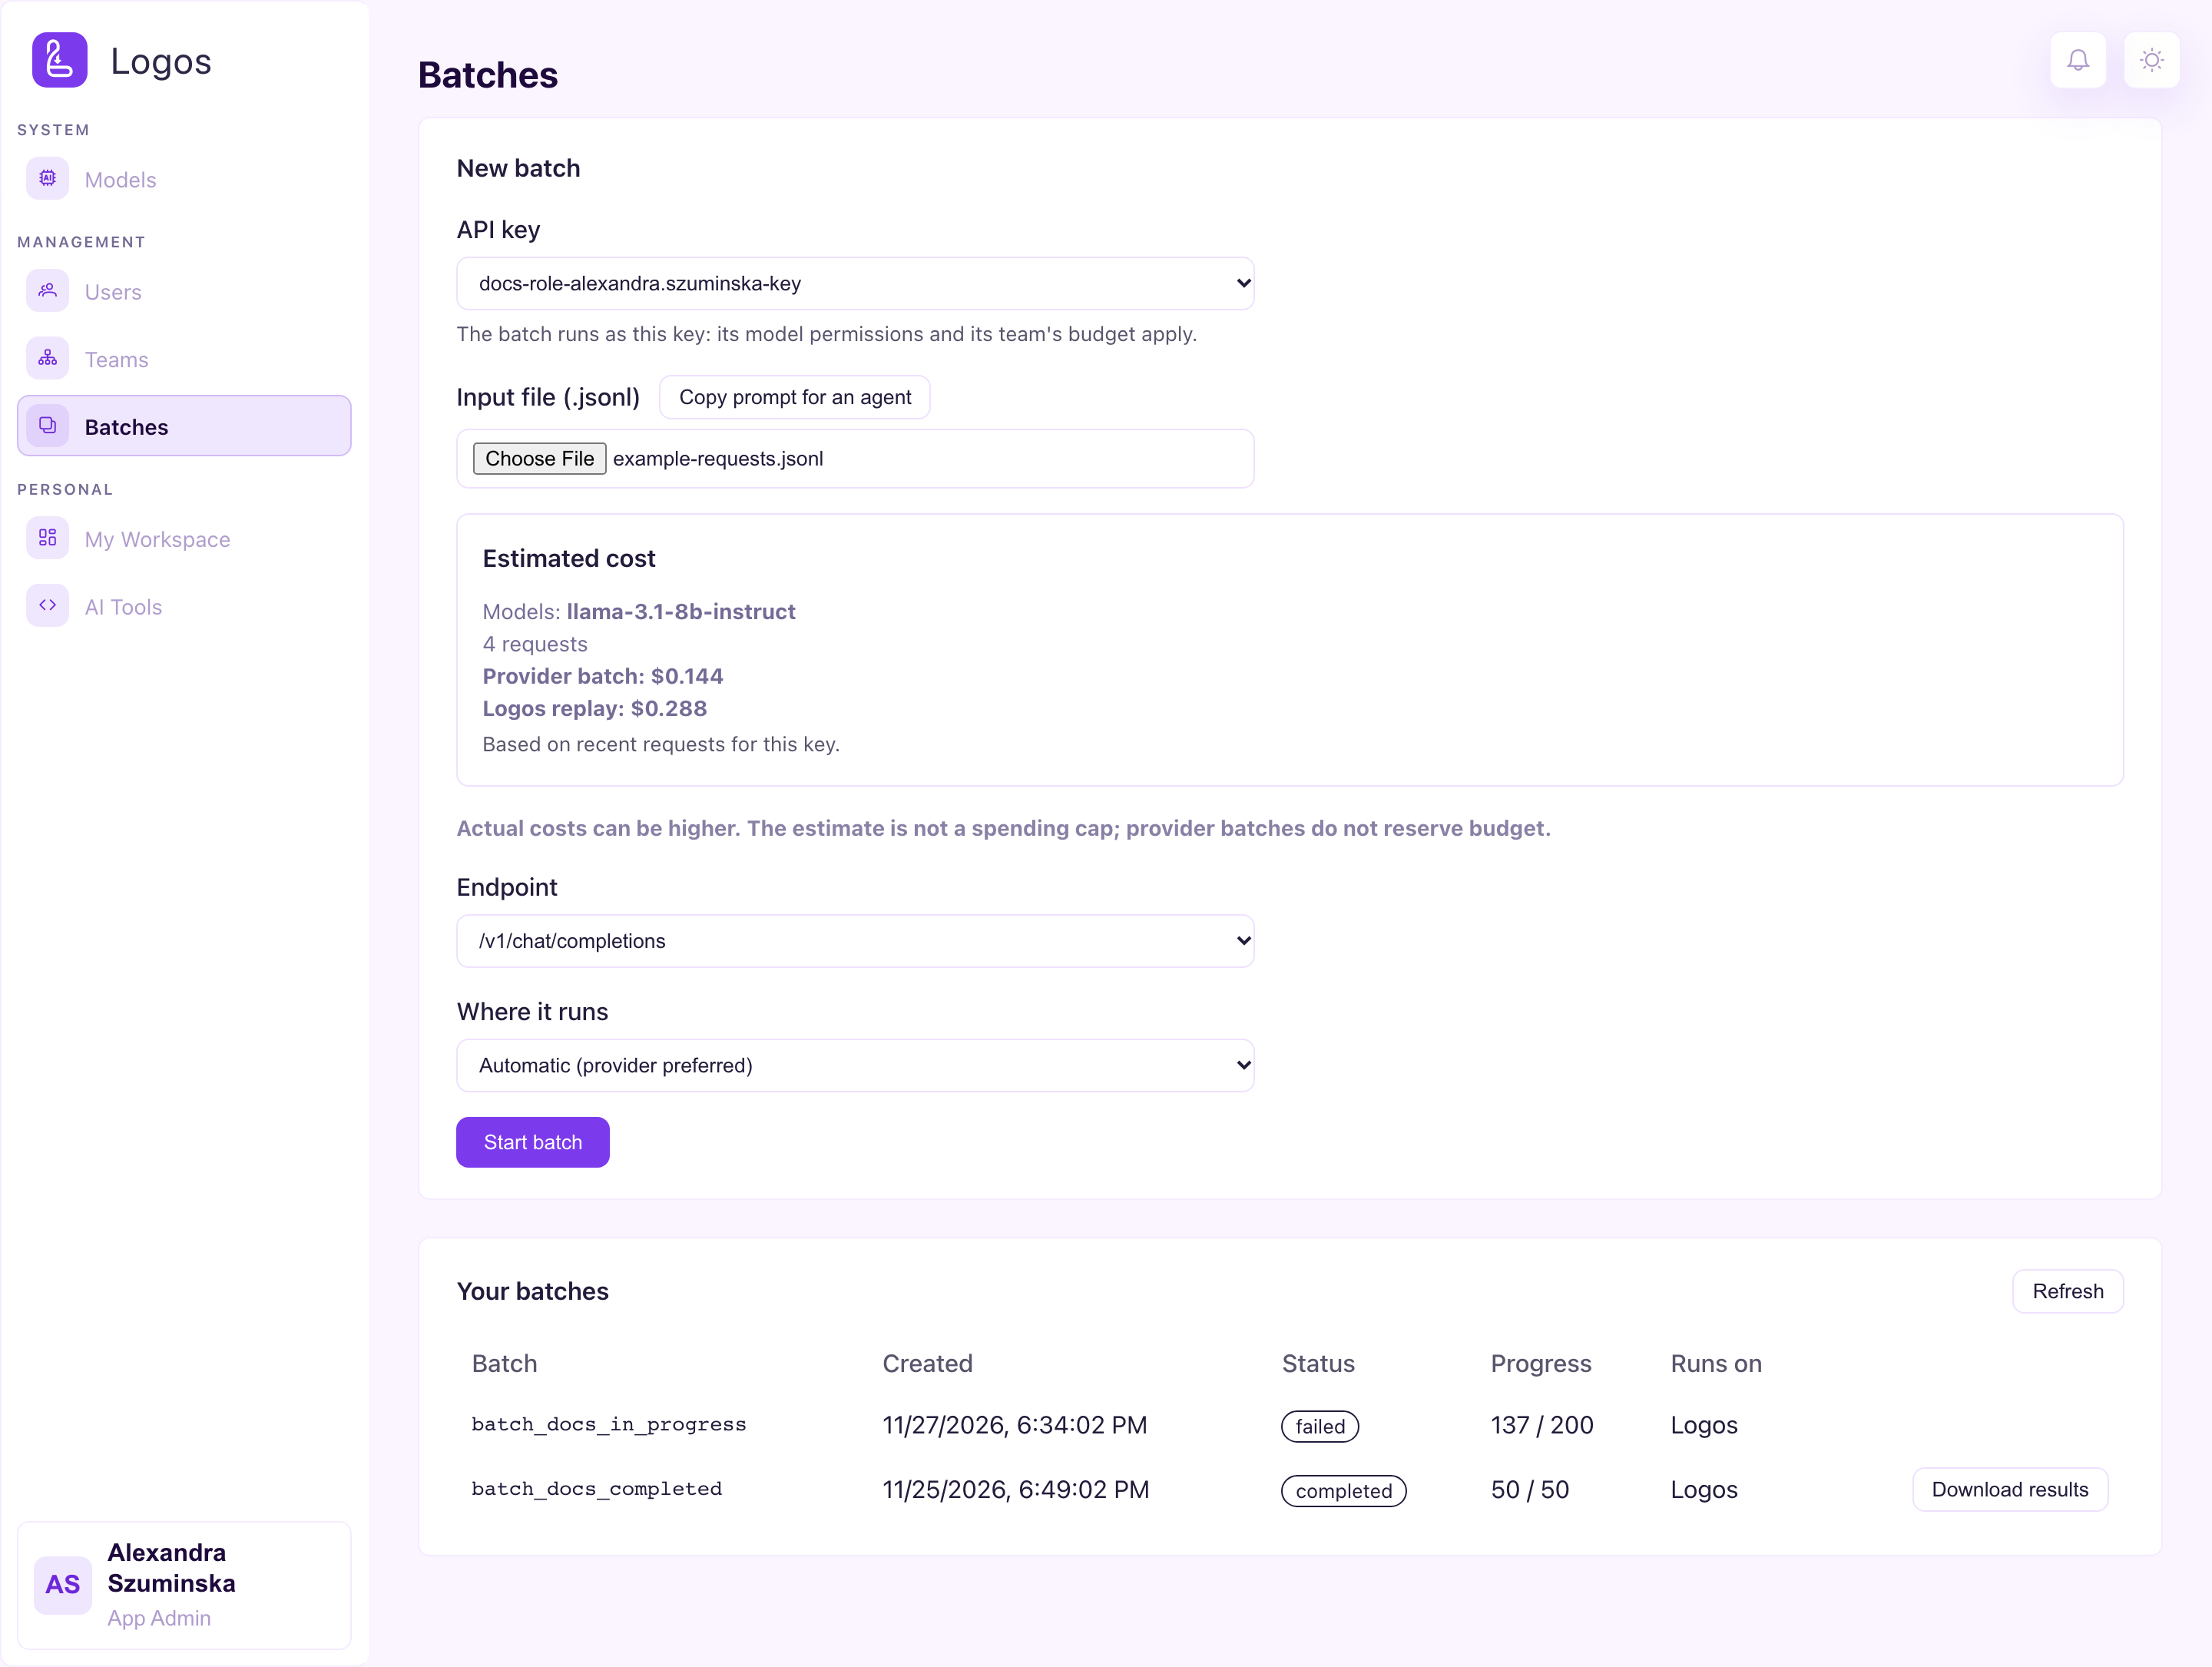 Logos
SYSTEM
Models
MANAGEMENT
Users
Teams
Batches
PERSONAL
My Workspace
AI Tools
AS
Alexandra
Szuminska
App Admin
Batches
New batch
API key
docs-role-alexandra.szuminska-key
The batch runs as this key: its model permissions and its team's budget apply.
Input file (.jsonl) Copy prompt for an agent
Choose File example-requests.jsonl
Estimated cost
Models: llama-3.1-8b-instruct
4 requests
Provider batch: $0.144
Logos replay: $0.288
Based on recent requests for this key.
Actual costs can be higher. The estimate is not a spending cap; provider batches do not reserve budget.
Endpoint
/v1/chat/completions
Where it runs
Automatic (provider preferred)
Start batch
Your batches Refresh
Batch Created Status Progress Runs on
batch_docs_in_progress 11/27/2026, 6:34:02 PM failed 137 / 200 Logos
batch_docs_completed 11/25/2026, 6:49:02 PM completed 50 / 50 Logos Download results